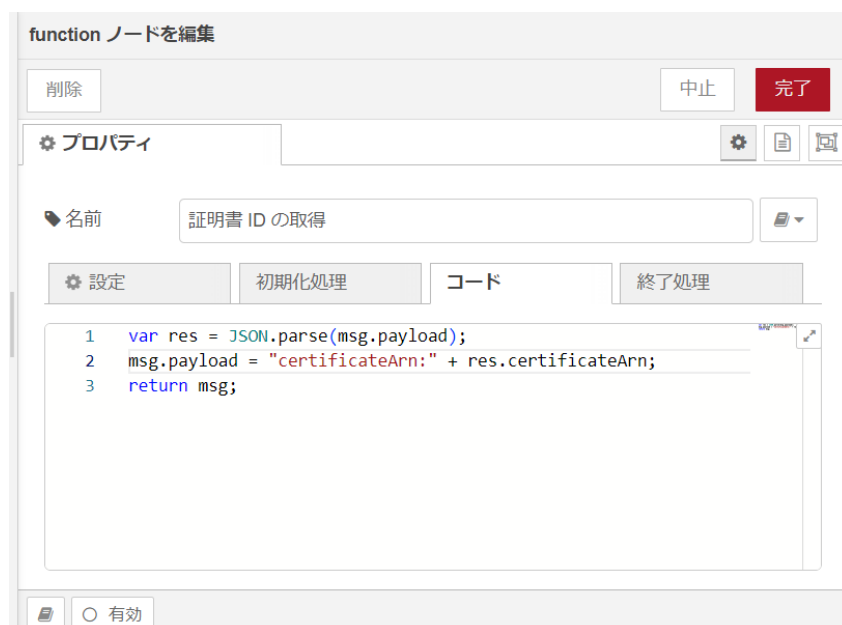 function ノードを編集
削除 中止 完了
プロパティ
名前 証明書 ID の取得
設定 初期化処理 コード 終了処理
1 var res = JSON.parse(msg.payload);
2 msg.payload = "certificateArn:" + res.certificateArn;
3 return msg;
有効